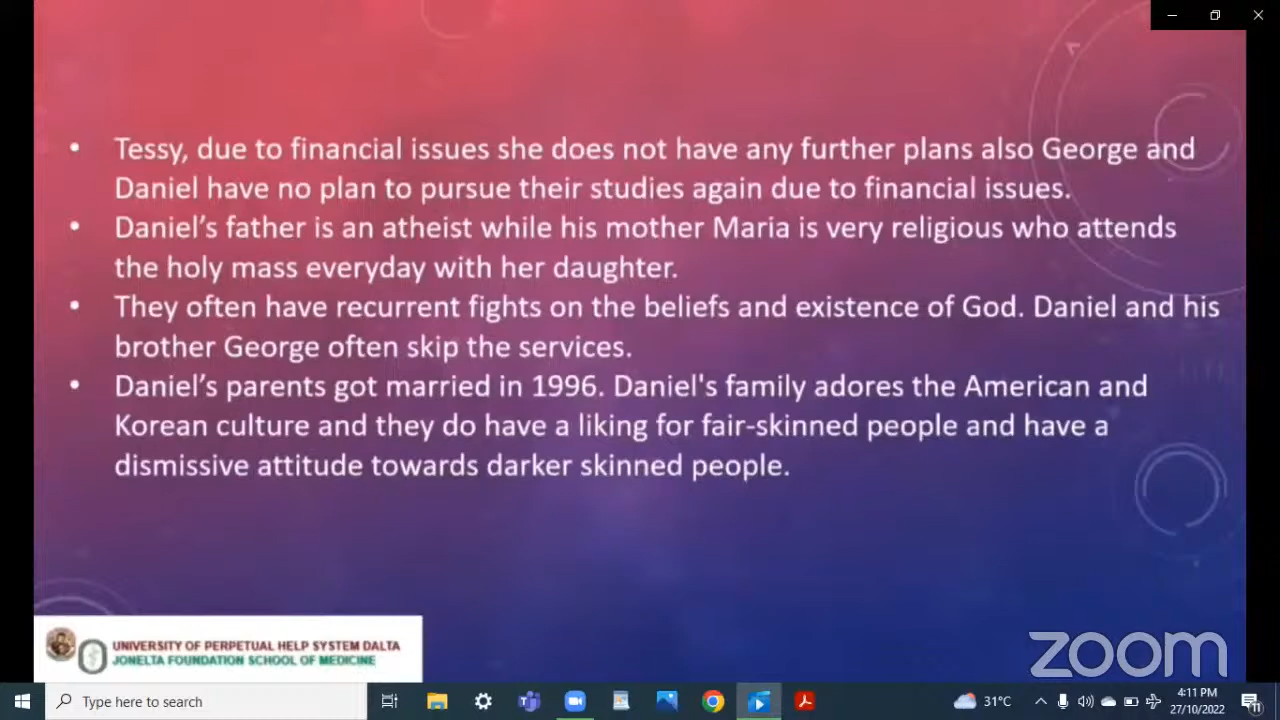 • Tessy, due to financial issues she does not have any further plans also George and
Daniel have no plan to pursue their studies again due to financial issues.
• Daniel’s father is an atheist while his mother Maria is very religious who attends
the holy mass everyday with her daughter.
• They often have recurrent fights on the beliefs and existence of God. Daniel and his
brother George often skip the services.
• Daniel’s parents got married in 1996. Daniel's family adores the American and
Korean culture and they do have a liking for fair-skinned people and have a
dismissive attitude towards darker skinned people.
UNIVERSITY OF PERPETUAL HELP SYSTEM DALTA
JONELTA FOUNDATION SCHOOL OF MEDICINE
zoom
Type here to search
31°C
4:11 PM
27/10/2022
11